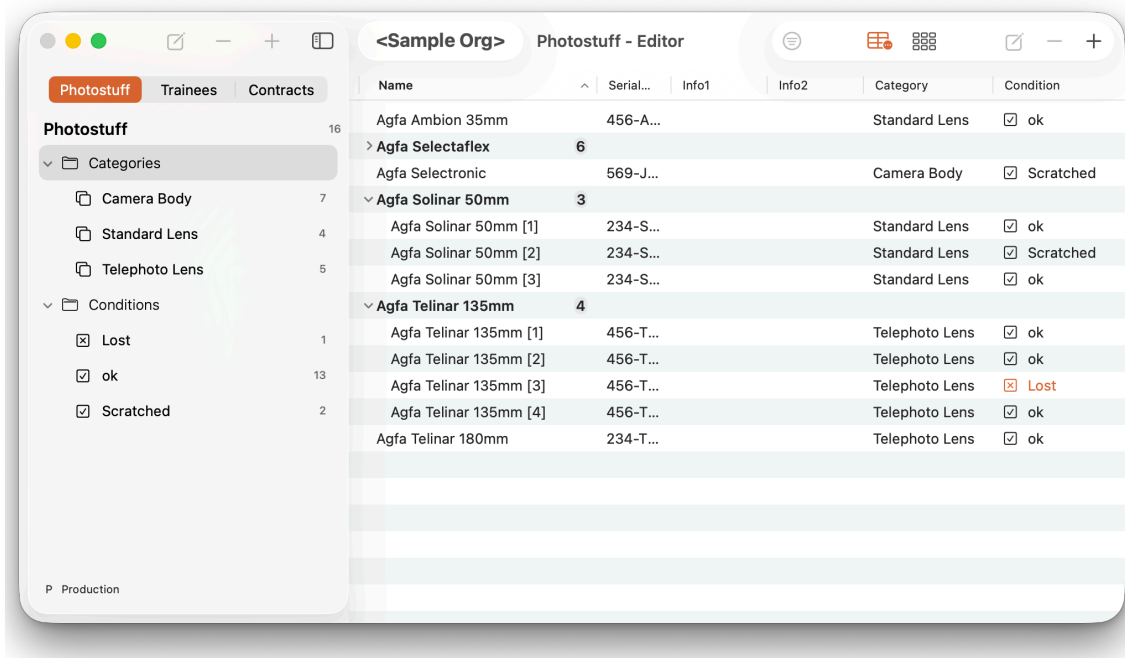 <Sample Org> Photostuff - Editor
Photostuff Trainees Contracts
Photostuff 16
Categories
Camera Body 7
Standard Lens 4
Telephoto Lens 5
Conditions
Lost 1
ok 13
Scratched 2
P Production
Name Serial... Info1 Info2 Category Condition
Agfa Ambion 35mm 456-A... Standard Lens ok
Agfa Selectaflex 6
Agfa Selectronic 569-J... Camera Body Scratched
Agfa Solinar 50mm 3
Agfa Solinar 50mm [1] 234-S... Standard Lens ok
Agfa Solinar 50mm [2] 234-S... Standard Lens Scratched
Agfa Solinar 50mm [3] 234-S... Standard Lens ok
Agfa Telinar 135mm 4
Agfa Telinar 135mm [1] 456-T... Telephoto Lens ok
Agfa Telinar 135mm [2] 456-T... Telephoto Lens ok
Agfa Telinar 135mm [3] 456-T... Telephoto Lens Lost
Agfa Telinar 135mm [4] 456-T... Telephoto Lens ok
Agfa Telinar 180mm 234-T... Telephoto Lens ok